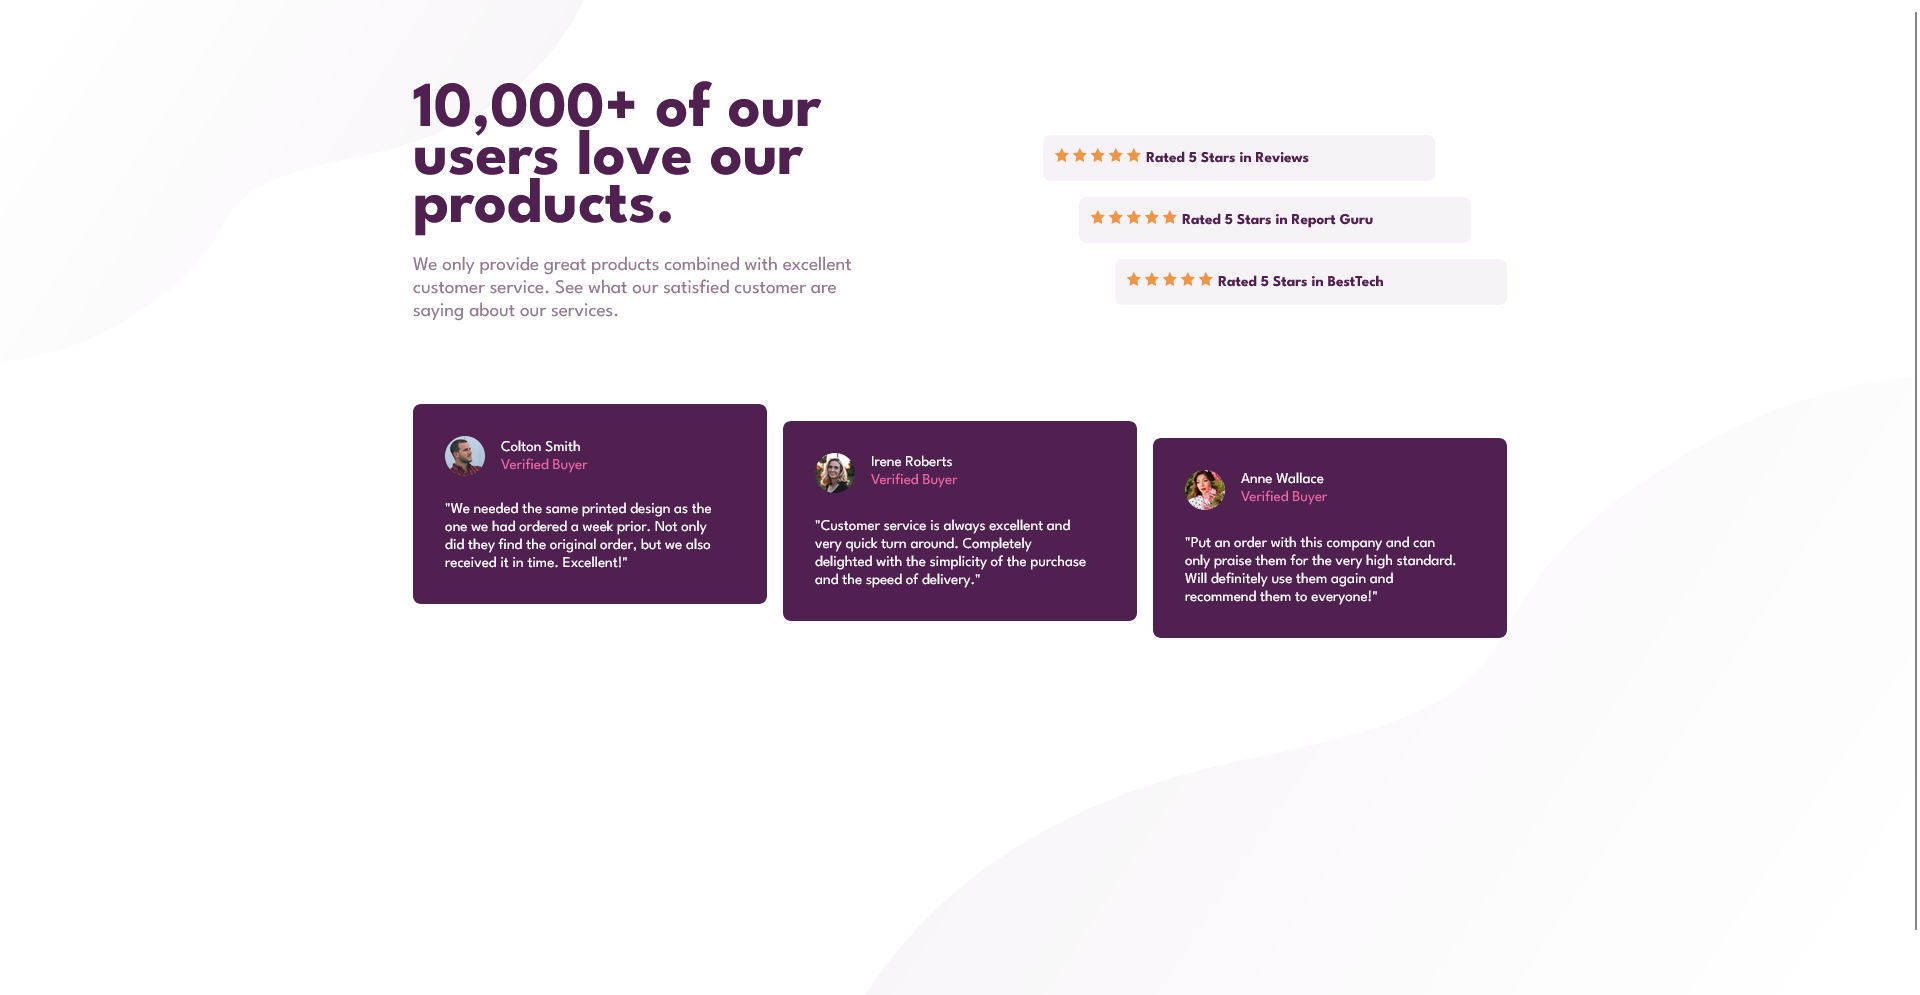 10,000+ of our
users love our
products.
We only provide great products combined with excellent
customer service. See what our satisfied customer are
saying about our services.
Rated 5 Stars in Reviews
Rated 5 Stars in Report Guru
Rated 5 Stars in BestTech
Colton Smith
Verified Buyer
"We needed the same printed design as the
one we had ordered a week prior. Not only
did they find the original order, but we also
received it in time. Excellent!"
Irene Roberts
Verified Buyer
"Customer service is always excellent and
very quick turn around. Completely
delighted with the simplicity of the purchase
and the speed of delivery."
Anne Wallace
Verified Buyer
"Put an order with this company and can
only praise them for the very high standard.
Will definitely use them again and
recommend them to everyone!"